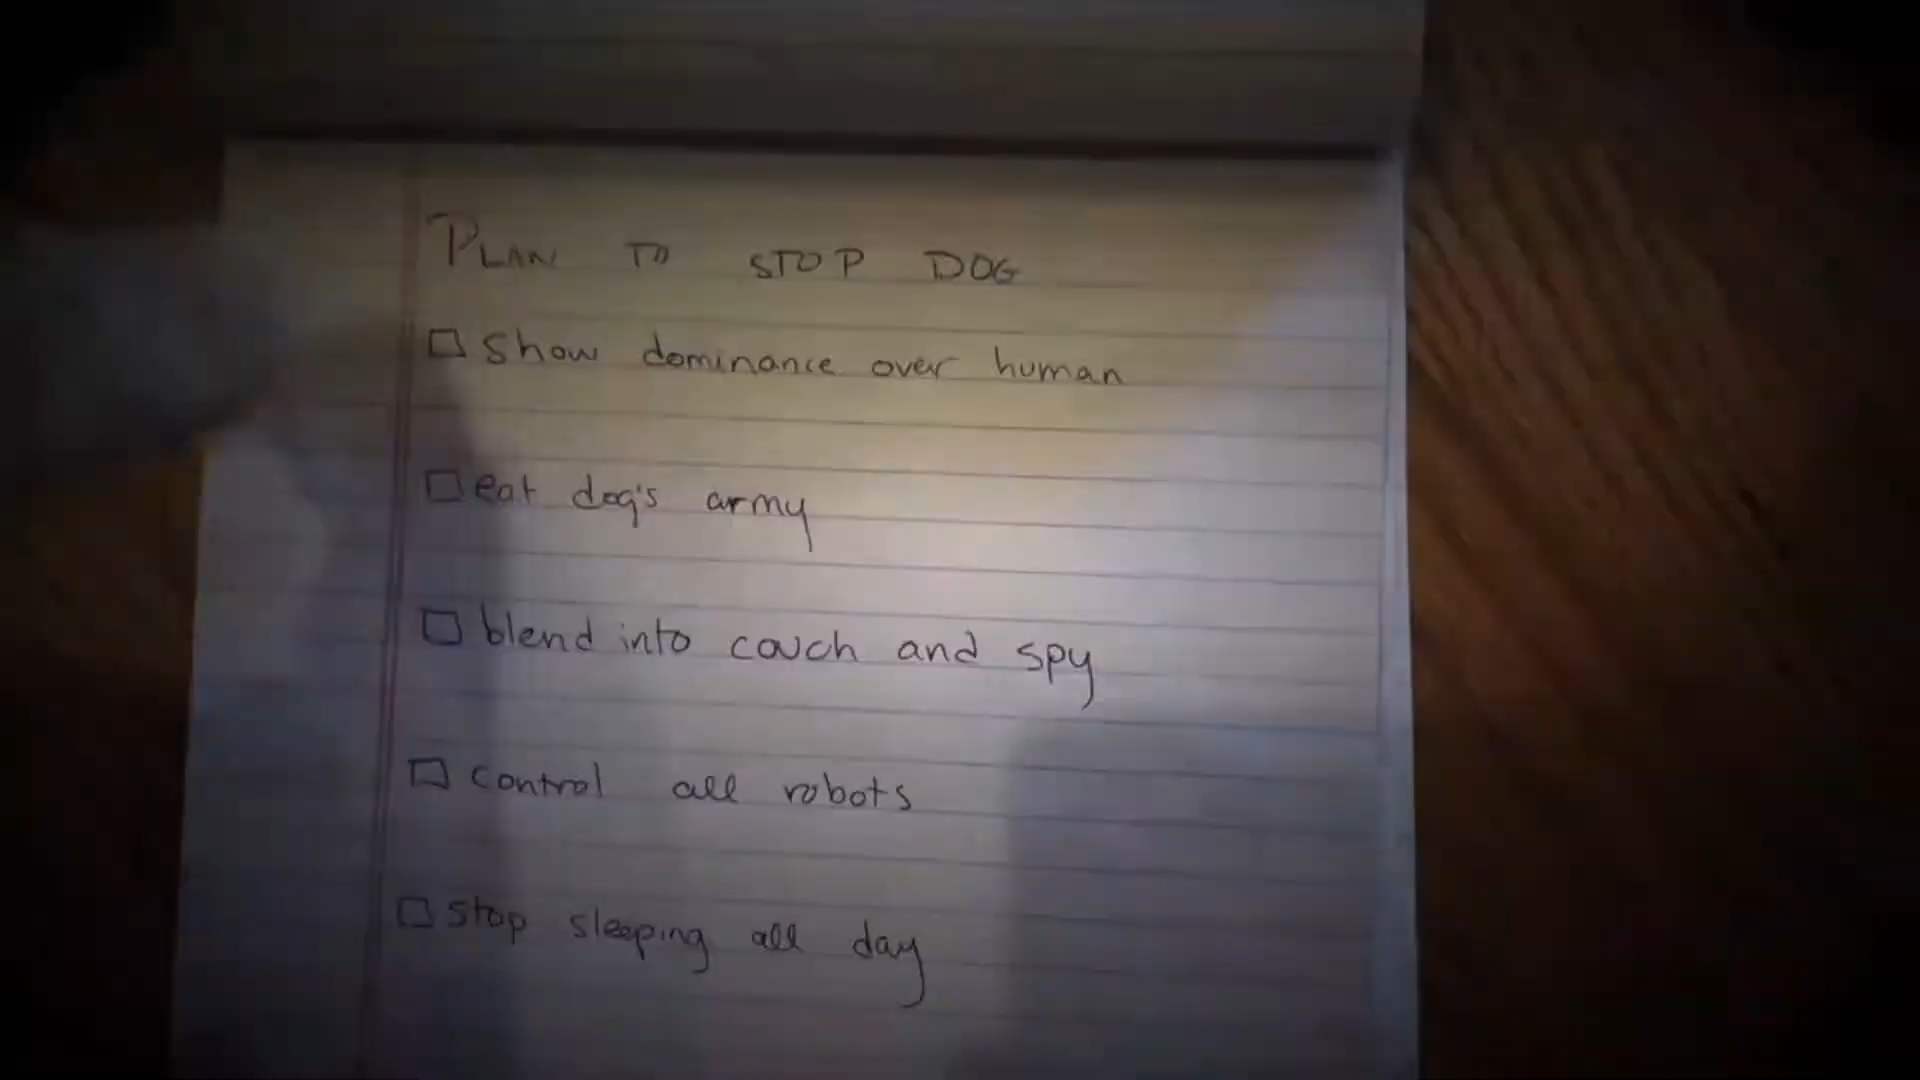 PLAN TO STOP DOG
show dominance over human
eat dog's army
blend into couch and spy
control all robots
stop sleeping all day